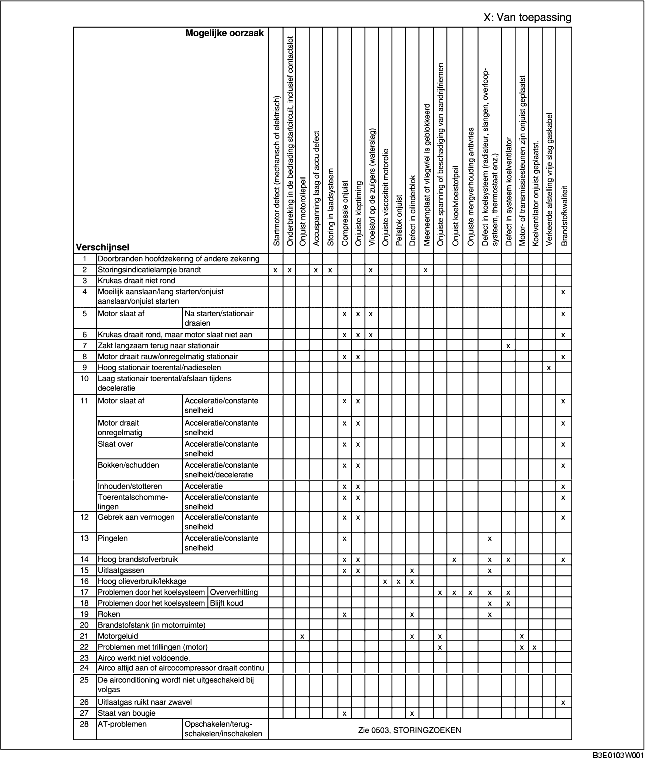 X: Van toepassing
Mogelijke oorzaak
Verschijnsel
Startmotor defect (mechanisch of elektrisch)
Onderbreking in de bedrading startcircuit, inclusief contactslot
Onjuist motoroliepeil
Accuspanning laag of accu defect
Storing in laadsysteem
Compressie onjuist
Onjuiste kleptiming
Vloeistof op de zuigers (waterslag)
Onjuiste viscositeit motorolie
Peilstok onjuist
Defect in cilinderblok
Meeneemplaat of vliegwiel is geblokkeerd
Onjuiste spanning of beschadiging van aandrijfriemen
Onjuist koelvloeistofpeil
Onjuiste mengverhouding antivries
Defect in koelsysteem (radiateur, slangen, overloop-
systeem, thermostaat enz.)
Defect in systeem koelventilator
Motor- of transmissiesteunen zijn onjuist geplaatst
Koelventilator onjuist geplaatst.
Verkeerde afstelling vrije slag gaskabel
Brandstofkwaliteit
1 Doorbranden hoofdzekering of andere zekering
2 Storingsindicatielampje brandt x x x x x x
3 Krukas draait niet rond
4 Moeilijk aanslaan/lang starten/onjuist x
aanslaan/onjuist starten
5 Motor slaat af Na starten/stationair x x x x
draaien
6 Krukas draait rond, maar motor slaat niet aan x x x x
7 Zakt langzaam terug naar stationair x
8 Motor draait rauw/onregelmatig stationair x x x
9 Hoog stationair toerental/nadieselen x
10 Laag stationair toerental/afslaan tijdens
deceleratie
11 Motor slaat af Acceleratie/constante x x x
snelheid
Motor draait Acceleratie/constante x x x
onregelmatig snelheid
Slaat over Acceleratie/constante x x x
snelheid
Bokken/schudden Acceleratie/constante x x x
snelheid/deceleratie
Inhouden/stotteren Acceleratie x x x
Toerentalschomme- Acceleratie/constante x x x
lingen snelheid
12 Gebrek aan vermogen Acceleratie/constante x x x
snelheid
13 Pingelen Acceleratie/constante x x
snelheid
14 Hoog brandstofverbruik x x x x x x
15 Uitlaatgassen x x x x
16 Hoog olieverbruik/lekkage x x x
17 Problemen door het koelsysteem Oververhitting x x x x x
18 Problemen door het koelsysteem Blijft koud x x
19 Roken x x x
20 Brandstofstank (in motorruimte)
21 Motorgeluid x x x x
22 Problemen met trillingen (motor) x x x
23 Airco werkt niet voldoende.
24 Airco altijd aan of aircocompressor draait continu
25 De airconditioning wordt niet uitgeschakeld bij
volgas
26 Uitlaatgas ruikt naar zwavel x
27 Staat van bougie x x
28 AT-problemen Opschakelen/terug-
schakelen/inschakelen
Zie 0503, STORINGZOEKEN
B3E0103W001